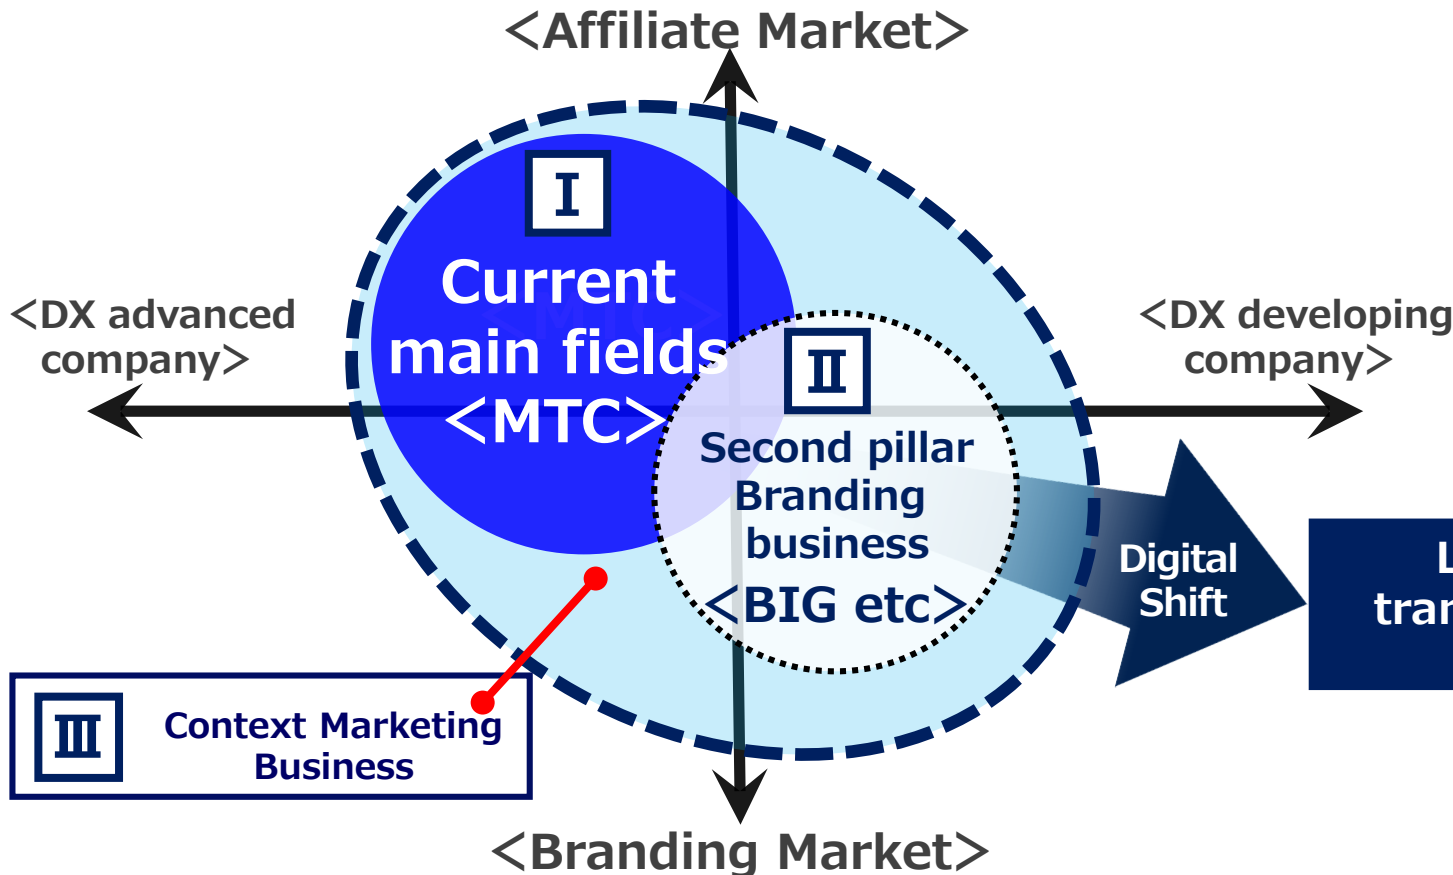 <Affiliate Market>
I
Current
main fields
<MTC>
<DX advanced
company>
<DX developing
company>
II
Second pillar
Branding
business
<BIG etc>
Digital
Shift
III
Context Marketing
Business
<Branding Market>